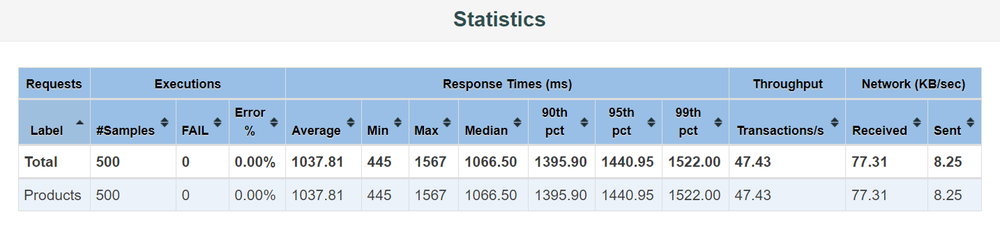 Statistics
Requests Executions Response Times (ms) Throughput Network (KB/sec)
Label #Samples FAIL Error % Average Min Max Median 90th pct 95th pct 99th pct Transactions/s Received Sent
Total 500 0 0.00% 1037.81 445 1567 1066.50 1395.90 1440.95 1522.00 47.43 77.31 8.25
Products 500 0 0.00% 1037.81 445 1567 1066.50 1395.90 1440.95 1522.00 47.43 77.31 8.25